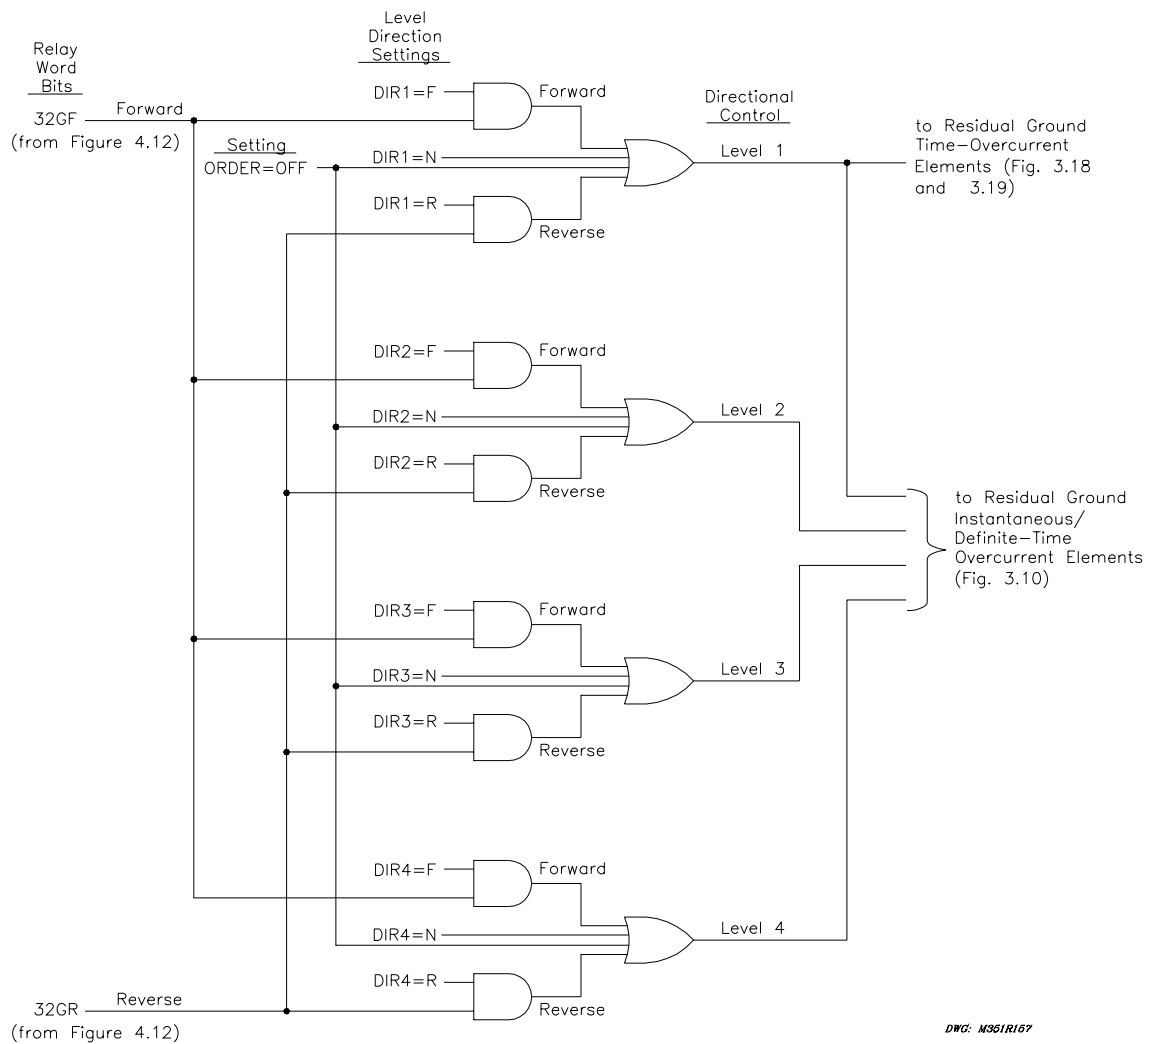 Level
Direction
Settings
Relay
Word
Bits
DIR1=F
Forward
Directional
Control
Forward
32GF
(from Figure 4.12)
Setting
ORDER=OFF
DIR1=N
Level 1
to Residual Ground
Time-Overcurrent
Elements (Fig. 3.18
and 3.19)
DIR1=R
Reverse
DIR2=F
Forward
DIR2=N
Level 2
DIR2=R
Reverse
to Residual Ground
Instantaneous/
Definite-Time
Overcurrent Elements
(Fig. 3.10)
DIR3=F
Forward
DIR3=N
Level 3
DIR3=R
Reverse
DIR4=F
Forward
DIR4=N
Level 4
DIR4=R
Reverse
Reverse
32GR
(from Figure 4.12)
DWG: M351R157